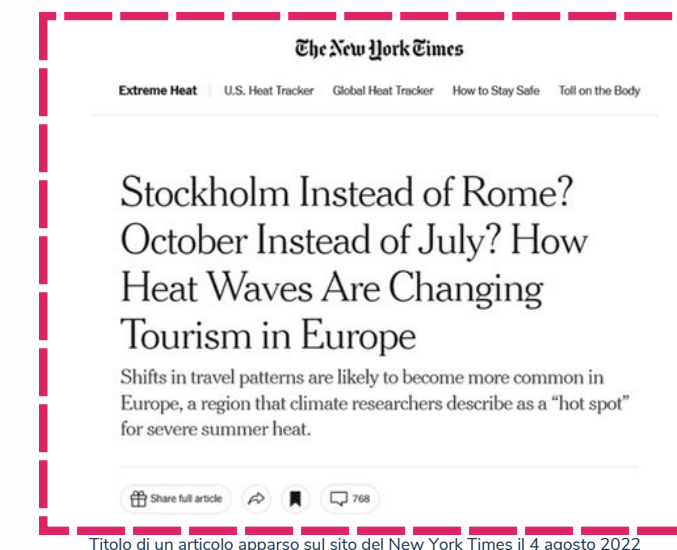 The New York Times
Extreme Heat U.S. Heat Tracker Global Heat Tracker How to Stay Safe Toll on the Body
Stockholm Instead of Rome?
October Instead of July? How
Heat Waves Are Changing
Tourism in Europe
Shifts in travel patterns are likely to become more common in
Europe, a region that climate researchers describe as a “hot spot”
for severe summer heat.
Share full article 768
Titolo di un articolo apparso sul sito del New York Times il 4 agosto 2022